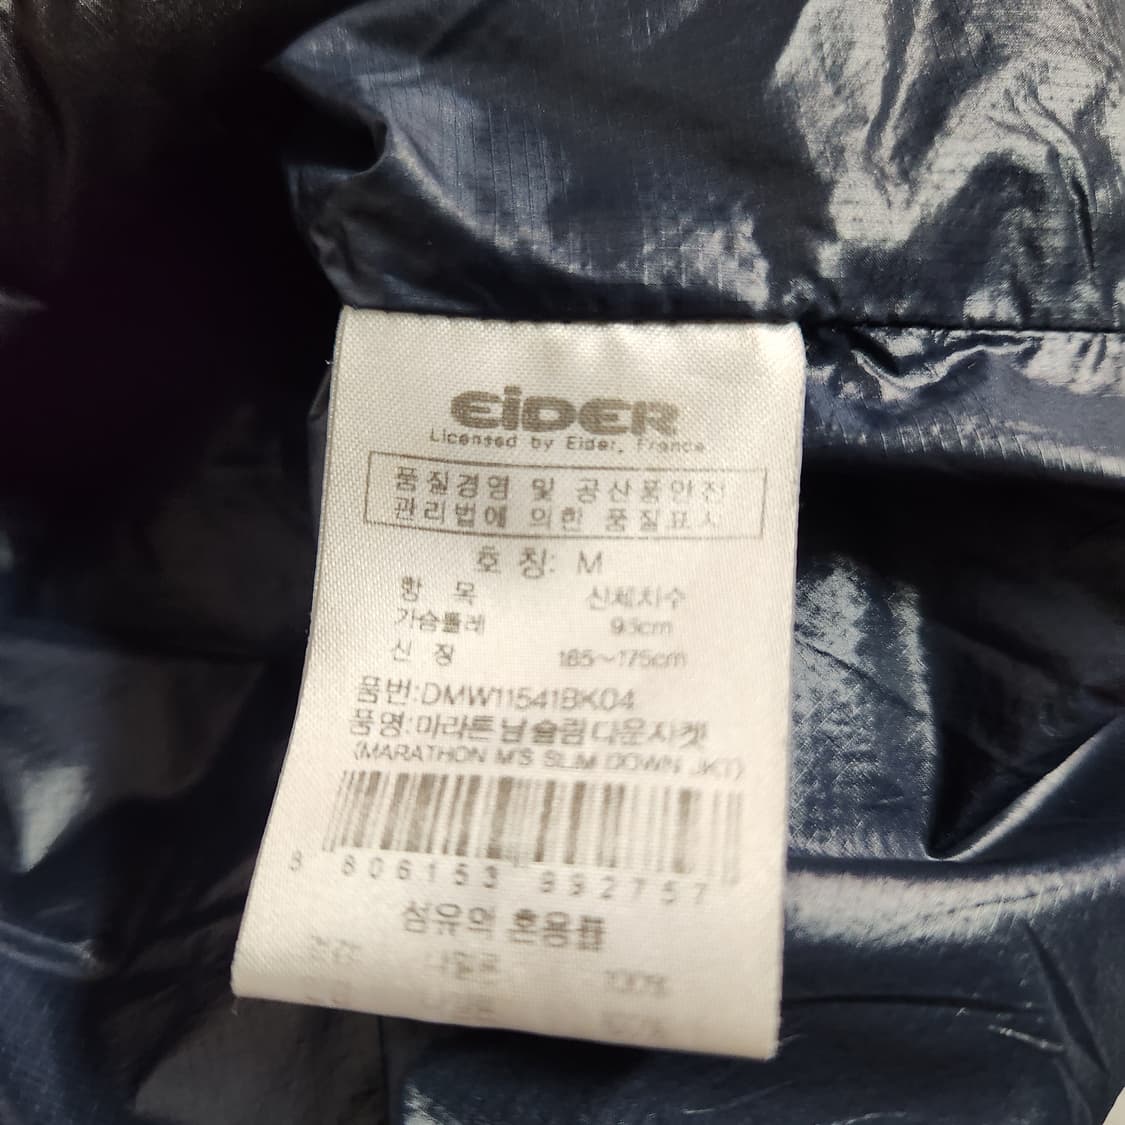 EiDER
Licensed by Eider, France
품질경영 및 공산품안전
관리법에 의한 품질표시
호 칭: M
항 목 신체치수
가슴둘레 95cm
신 장 165~175cm
품번:DMW11541BK04
품명:마라톤 남 슬림 다운자켓
(MARATHON M'S SLIM DOWN JKT)
8 806153 992757
섬유의 혼용률
나일론 100%